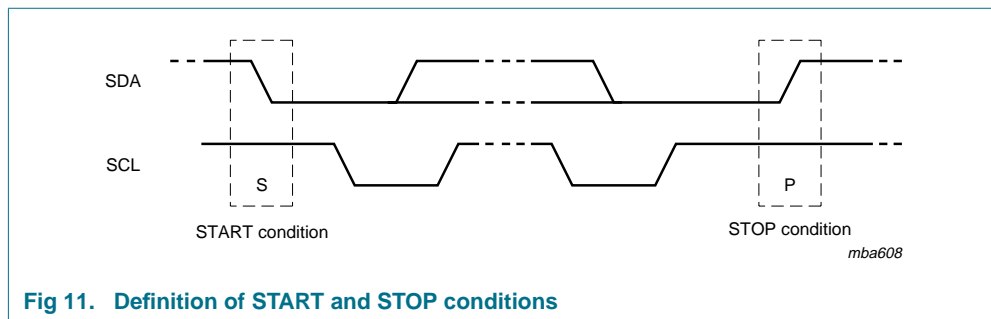 SDA
SCL
S
P
START condition
STOP condition
mba608
Fig 11. Definition of START and STOP conditions